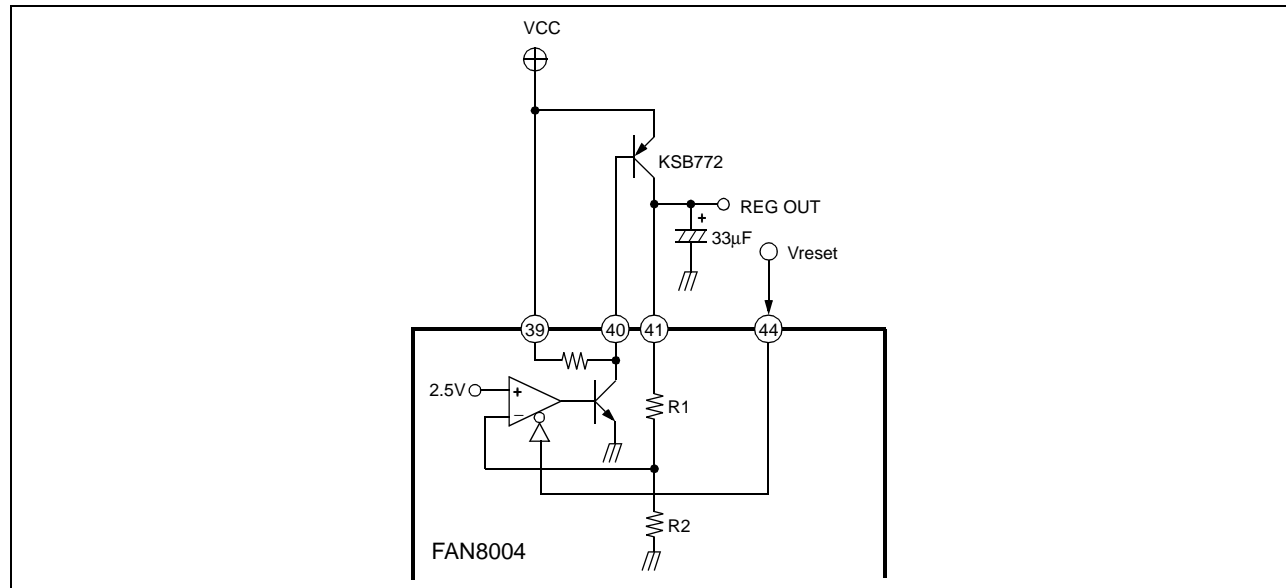 VCC
KSB772
REG OUT
+
33μF
Vreset
39
40
41
44
2.5V
+
−
R1
R2
FAN8004